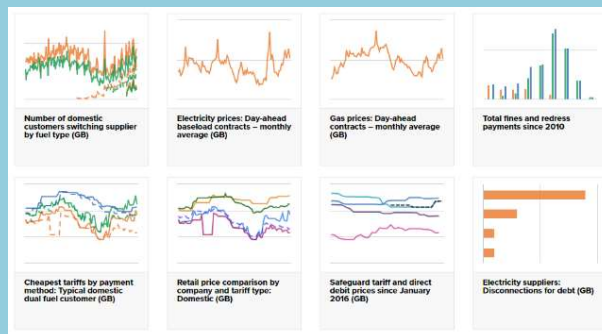 Number of domestic
customers switching supplier
by fuel type (GB)
Electricity prices: Day-ahead
baseload contracts – monthly
average (GB)
Gas prices: Day-ahead
contracts – monthly average
(GB)
Total fines and redress
payments since 2010
Cheapest tariffs by payment
method: Typical domestic
dual fuel customer (GB)
Retail price comparison by
company and tariff type:
Domestic (GB)
Safeguard tariff and direct
debit prices since January
2016 (GB)
Electricity suppliers:
Disconnections for debt (GB)